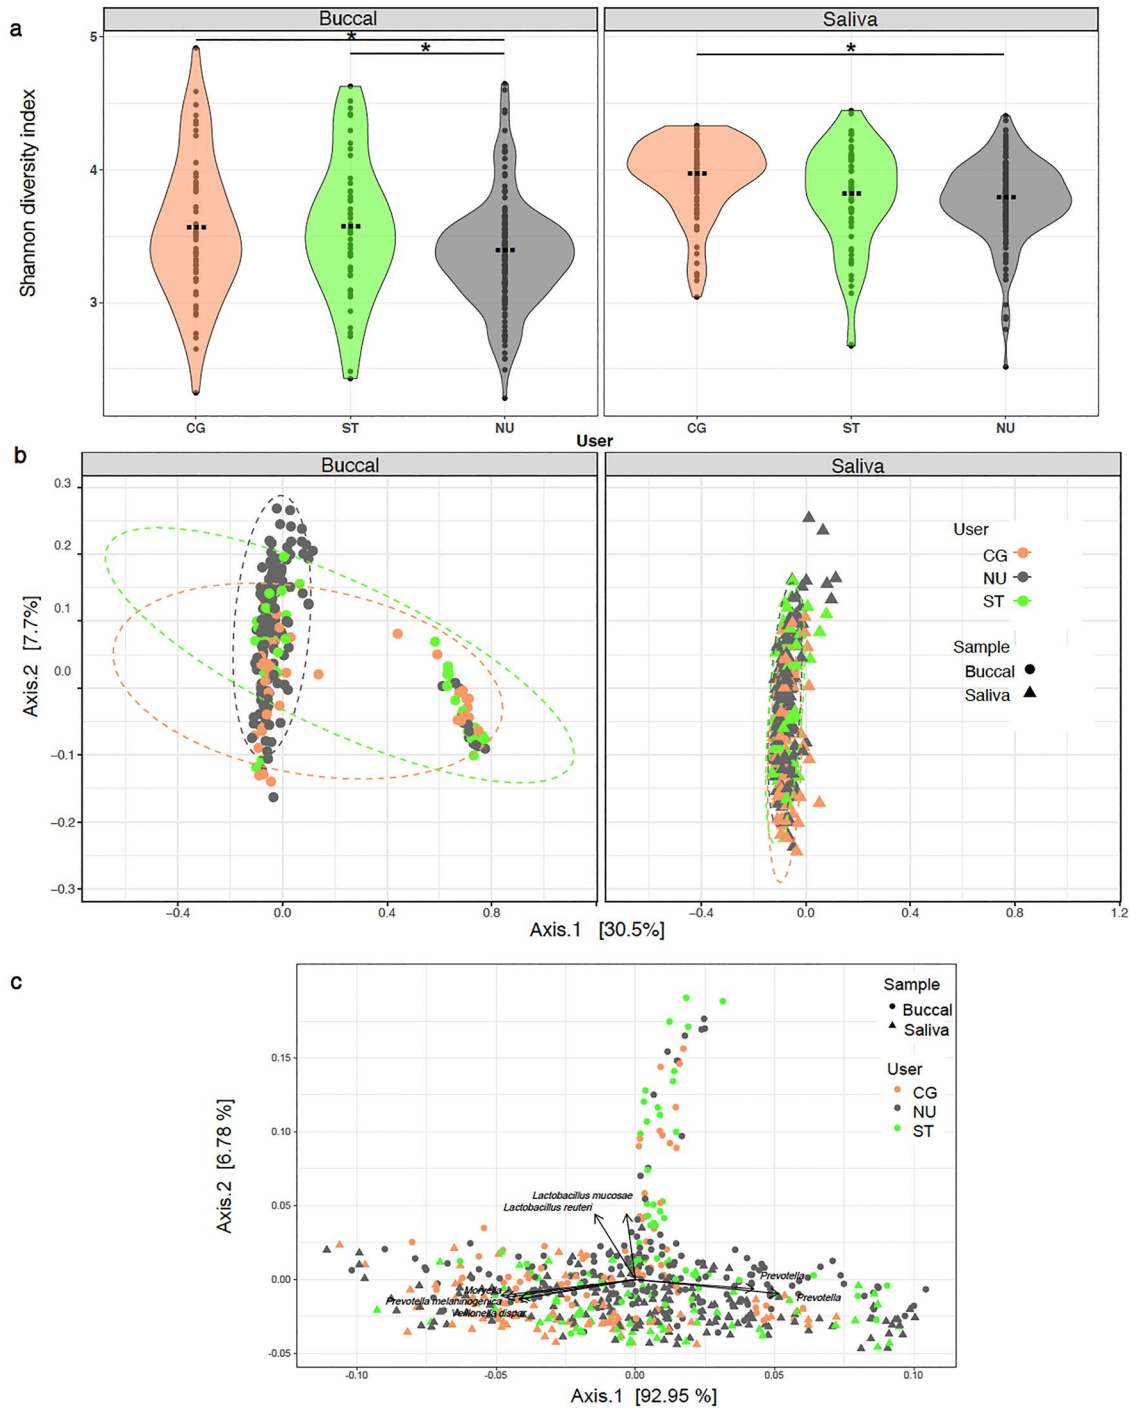 a
Buccal
Saliva
* * *
Shannon diversity index
5
4
3
CG ST NU
CG ST NU
User
b
Buccal
Saliva
Axis.2 [7.7%]
0.3
0.2
0.1
0.0
−0.1
−0.2
−0.3
User
CG
NU
ST
Sample
Buccal
Saliva
−0.4 0.0 0.4 0.8
−0.4 0.0 0.4 0.8 1.2
Axis.1 [30.5%]
c
Axis.2 [6.78 %]
Sample
Buccal
Saliva
User
CG
NU
ST
0.15
0.10
0.05
0.00
-0.05
Lactobacillus mucosae
Lactobacillus reuteri
Prevotella
Moryella
Prevotella
Prevotella melaninogenica
Veillonella dispar
-0.10 -0.05 0.00 0.05 0.10
Axis.1 [92.95 %]